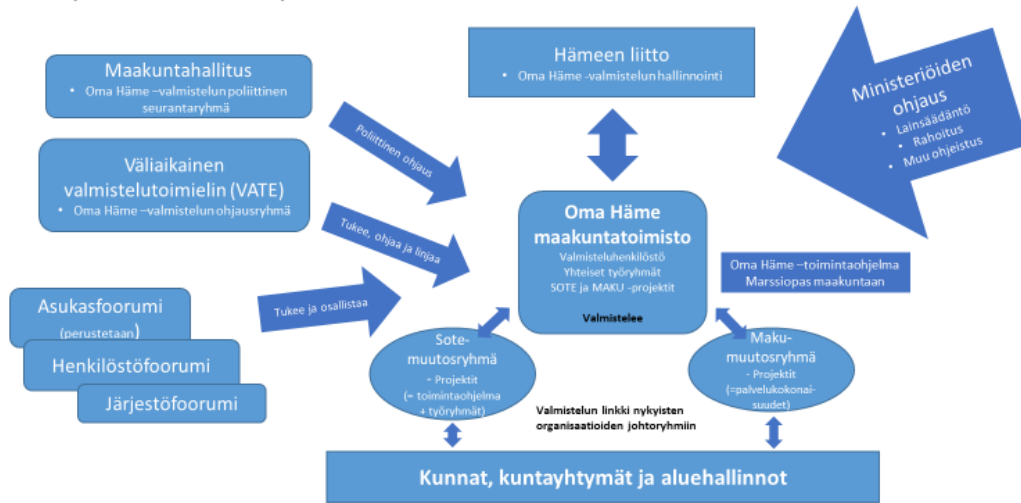 Maakuntahallitus
• Oma Häme –valmistelun poliittinen
seurantaryhmä
Väliaikainen
valmistelutoimielin (VATE)
• Oma Häme –valmistelun ohjausryhmä
Asukasfoorumi
(perustetaan)
Henkilöstöfoorumi
Järjestöfoorumi
Poliittinen ohjaus
Tukee, ohjaa ja linjaa
Tukee ja osallistaa
Hämeen liitto
• Oma Häme -valmistelun hallinnointi
Ministeriöiden
ohjaus
• Lainsäädäntö
• Rahoitus
• Muu ohjeistus
Oma Häme
maakuntatoimisto
Valmisteluhenkilöstö
Yhteiset työryhmät
SOTE ja MAKU -projektit
Valmistelee
Oma Häme –toimintaohjelma
Marssiopas maakuntaan
Sote-
muutosryhmä
- Projektit
(= toimintaohjelma
+ työryhmät)
Maku-
muutosryhmä
- Projektit
(=palvelukokonai-
suudet)
Valmistelun linkki nykyisten
organisaatioiden johtoryhmiin
Kunnat, kuntayhtymät ja aluehallinnot